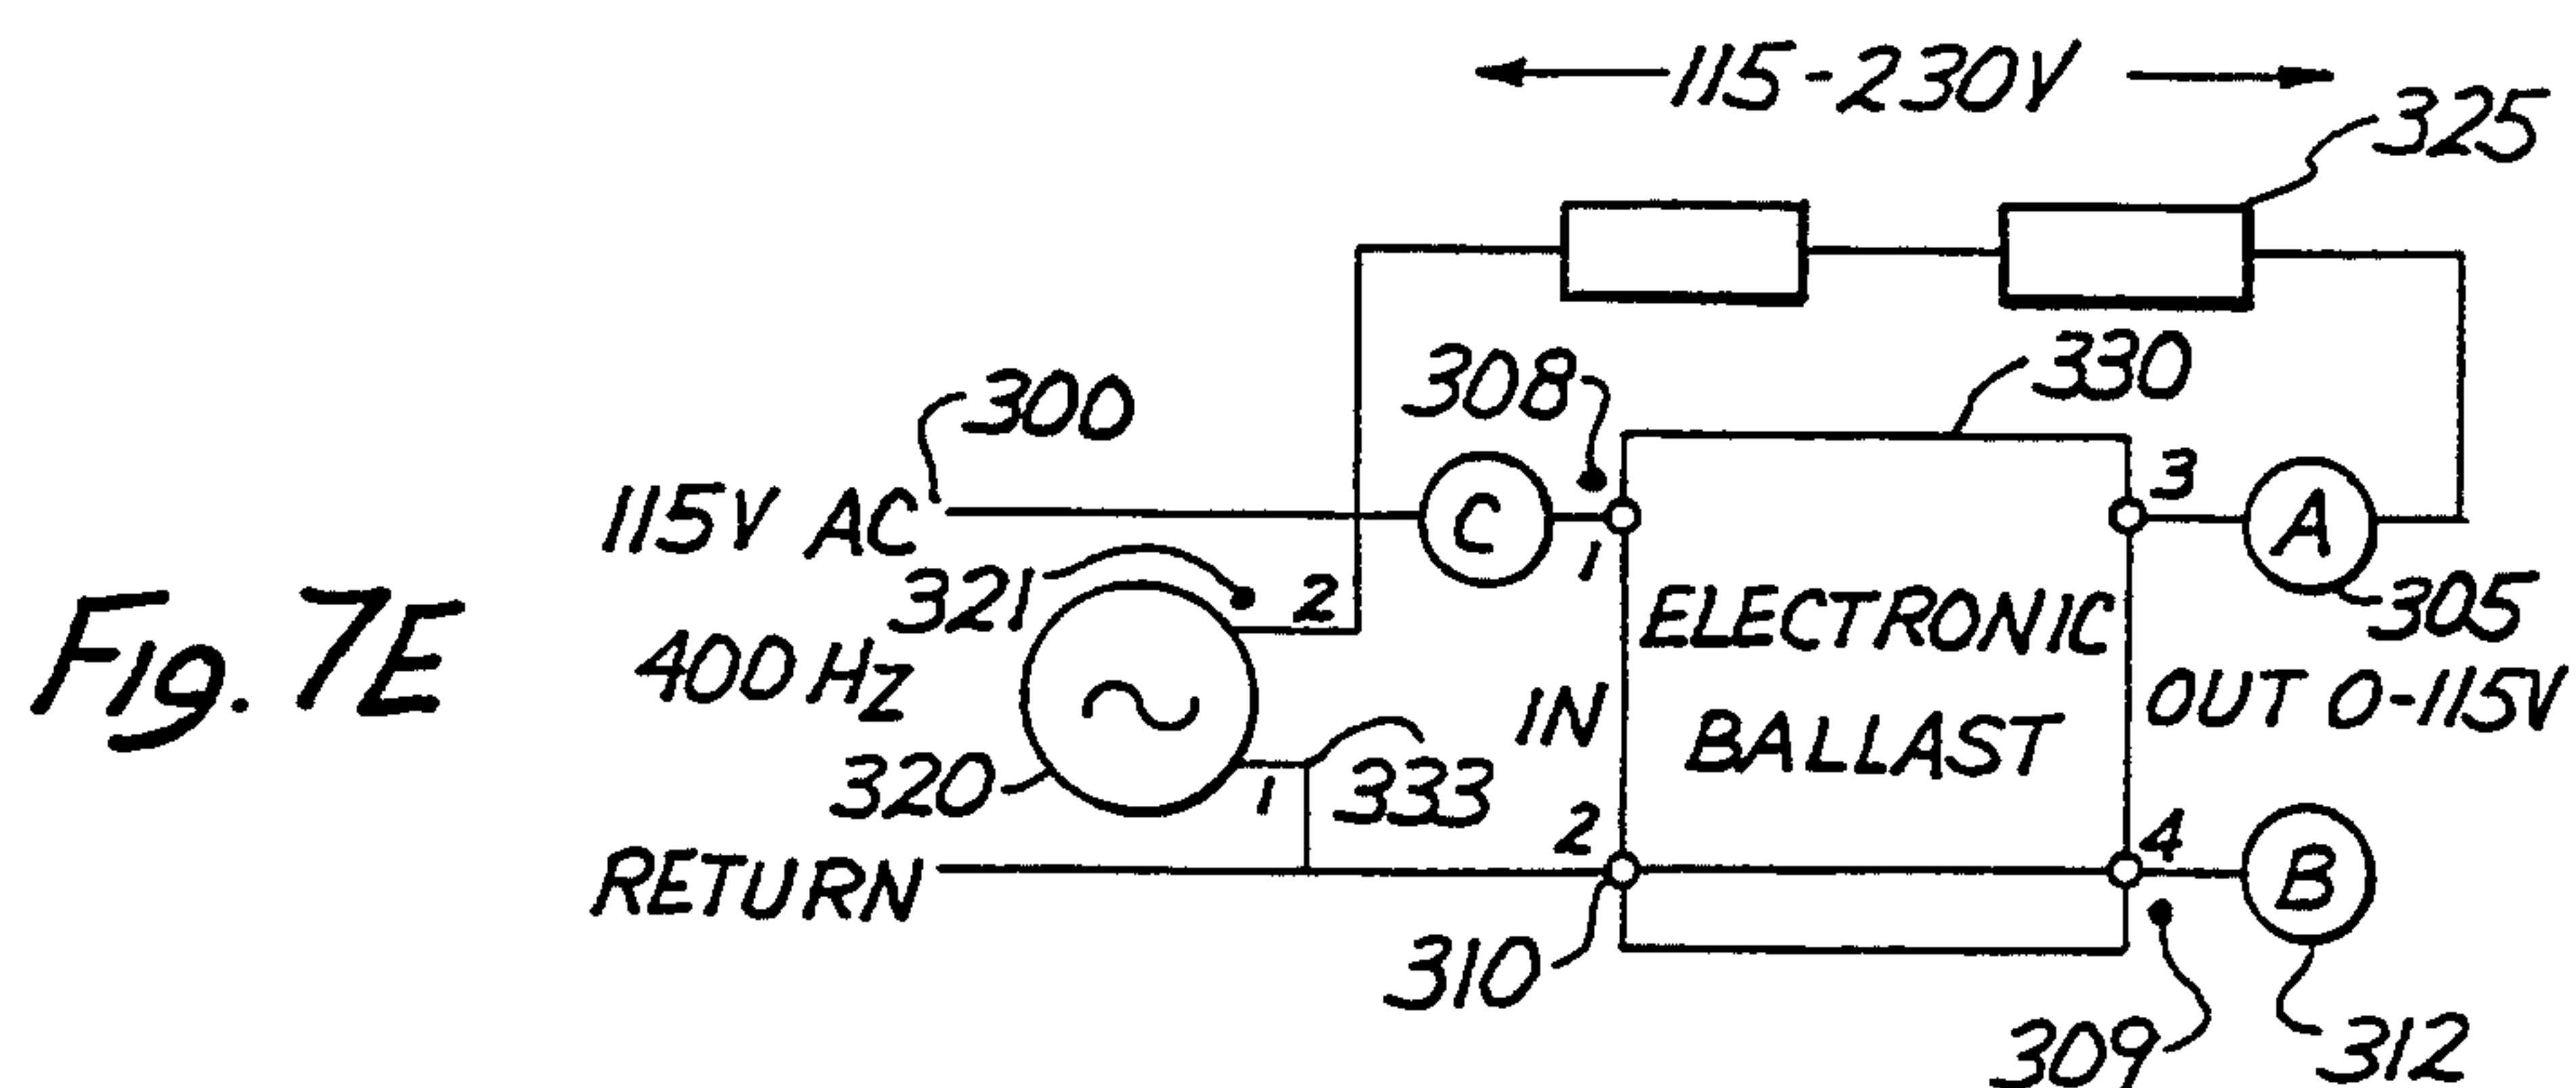 115-230V
325
330
308
300
115V AC
C
1
3
A
305
321
2
400 HZ
320
1
333
IN
ELECTRONIC
BALLAST
OUT 0-115V
Fig. 7E
RETURN
2
4
B
310
309
312